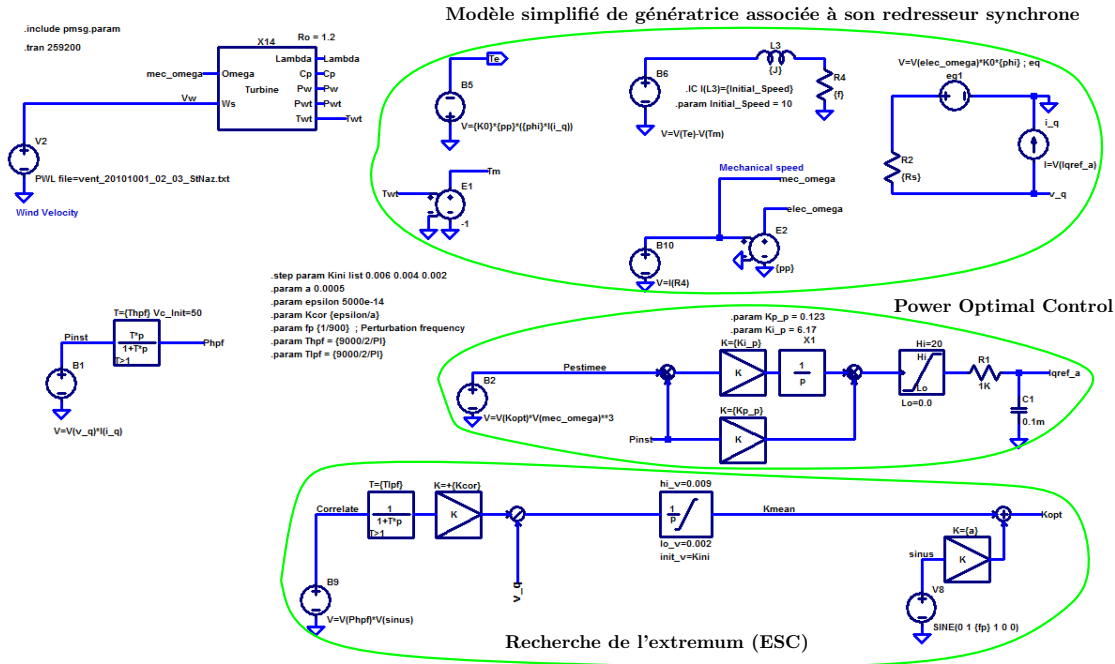 Modèle simplifié de génératrice associée à son redresseur synchrone
.include pmsg.param
.tran 259200
X14
Ro = 1.2
mec_omega
Omega
Turbine
Ws
Lambda
Cp
Pw
Pwt
Twt
Lambda
Cp
Pw
Pwt
Twt
Vw
V2
PWL file=vent_20101001_02_03_StNaz.txt
Wind Velocity
Te
B5
V={K0}*{pp}*({phi}*I(i_q))
Twt
Tm
E1
-1
B6
L3
{J}
.IC I(L3)={Initial_Speed}
.param Initial_Speed = 10
R4
{f}
V=V(Te)-V(Tm)
V=V(elec_omega)*K0*{phi} ; eq
eg1
i_q
R2
{Rs}
I=V(Iqref_a)
v_q
Mechanical speed
mec_omega
elec_omega
E2
B10
{pp}
V=I(R4)
.step param Kini list 0.006 0.004 0.002
.param a 0.0005
.param epsilon 5000e-14
.param Kcor {epsilon/a}
.param fp {1/900} ; Perturbation frequency
.param Thpf = {9000/2/PI}
.param Tlpf = {9000/2/PI}
T={Thpf} Vc_Init=50
Pinst
T*p
1+T*p
T>1
Phpf
B1
V=V(v_q)*I(i_q)
Power Optimal Control
.param Kp_p = 0.123
.param Ki_p = 6.17
X1
K={Ki_p}
K
1
p
Hi=20
Hi
Lo
Lo=0.0
R1
1K
Iqref_a
C1
0.1m
Pestimee
B2
V=V(Kopt)*V(mec_omega)**3
K={Kp_p}
K
Pinst
T={Tlpf}
Correlate
1
1+T*p
T>1
K=+{Kcor}
K
hi_v=0.009
1
p
lo_v=0.002
init_v=Kini
Kmean
Kopt
K={a}
K
sinus
V8
SINE(0 1 {fp} 1 0 0)
v_q
B9
V=V(Phpf)*V(sinus)
Recherche de l'extremum (ESC)